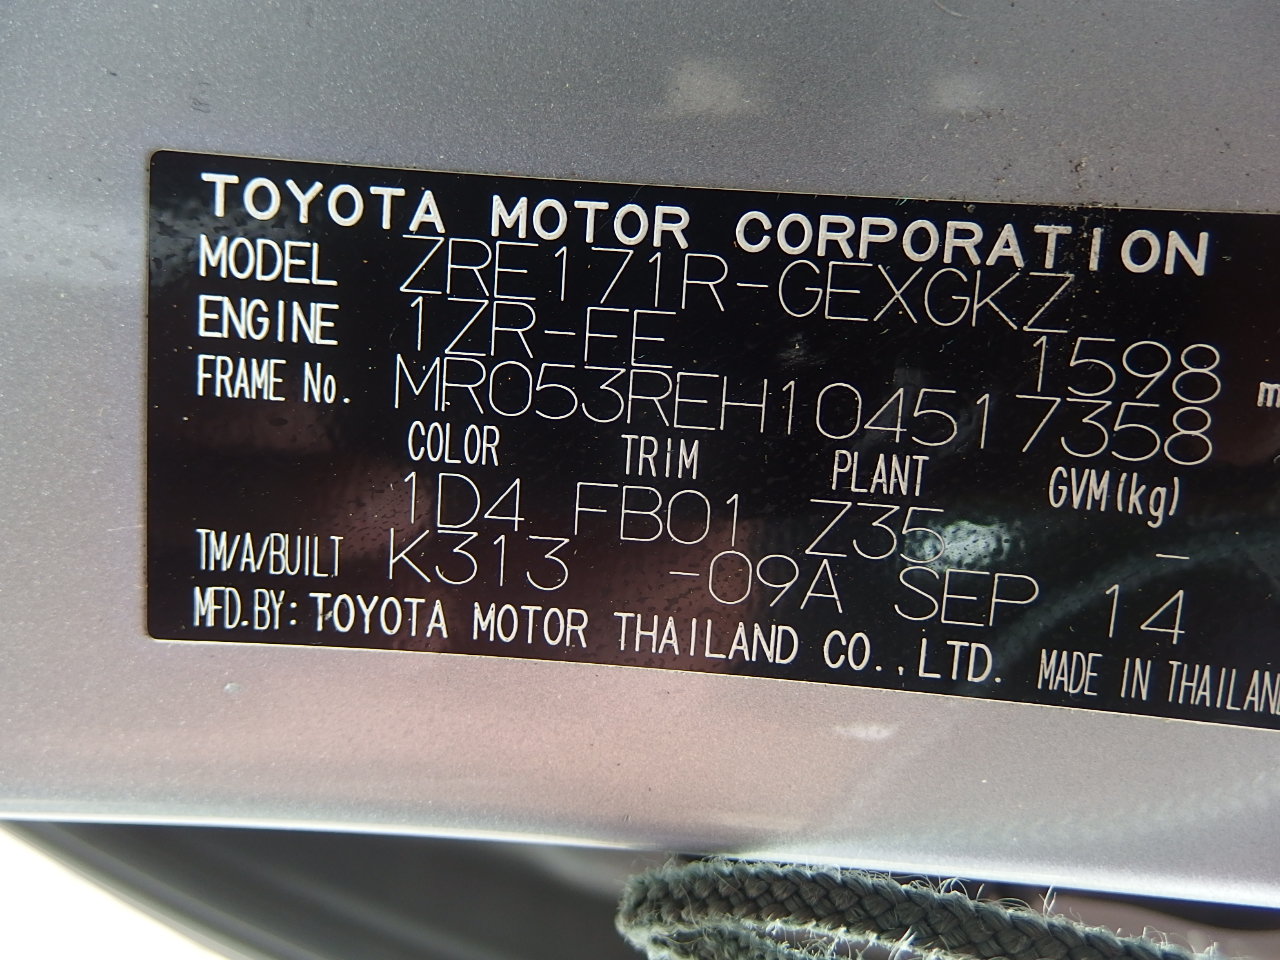 TOYOTA MOTOR CORPORATION
MODEL ZRE171R-GEXGKZ
ENGINE 1ZR-FE 1598 m
FRAME No. MR053REH104517358
COLOR TRIM PLANT GVM(kg)
1D4 FB01 Z35 -
TM/A/BUILT K313 -09A SEP 14
MFD.BY: TOYOTA MOTOR THAILAND CO.,LTD. MADE IN THAILAND